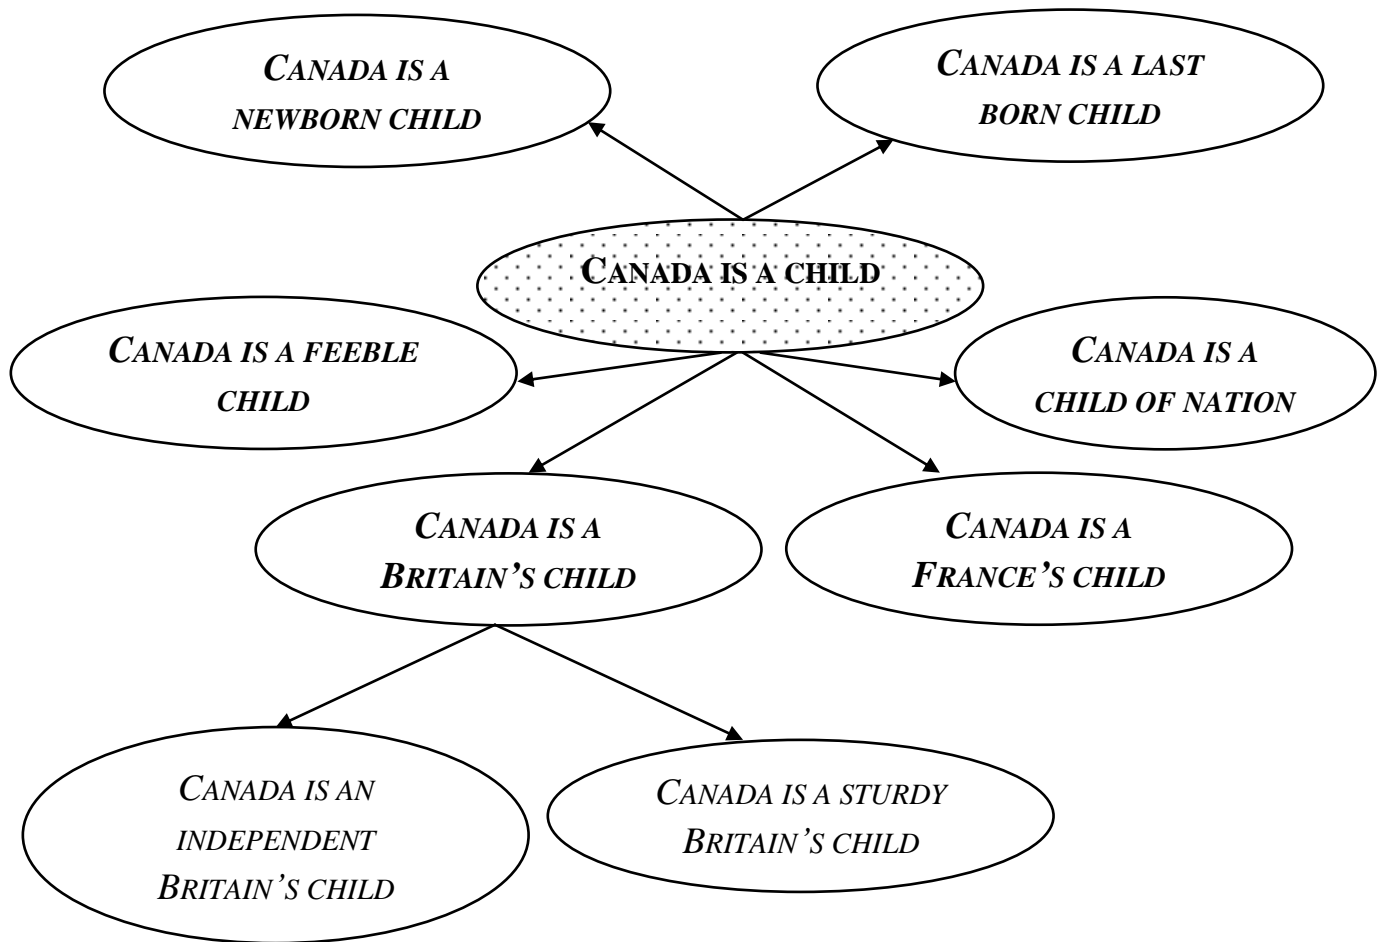 CANADA IS A
NEWBORN CHILD
CANADA IS A LAST
BORN CHILD
CANADA IS A CHILD
CANADA IS A FEEBLE
CHILD
CANADA IS A
CHILD OF NATION
CANADA IS A
BRITAIN’S CHILD
CANADA IS A
FRANCE’S CHILD
CANADA IS AN
INDEPENDENT
BRITAIN’S CHILD
CANADA IS A STURDY
BRITAIN’S CHILD